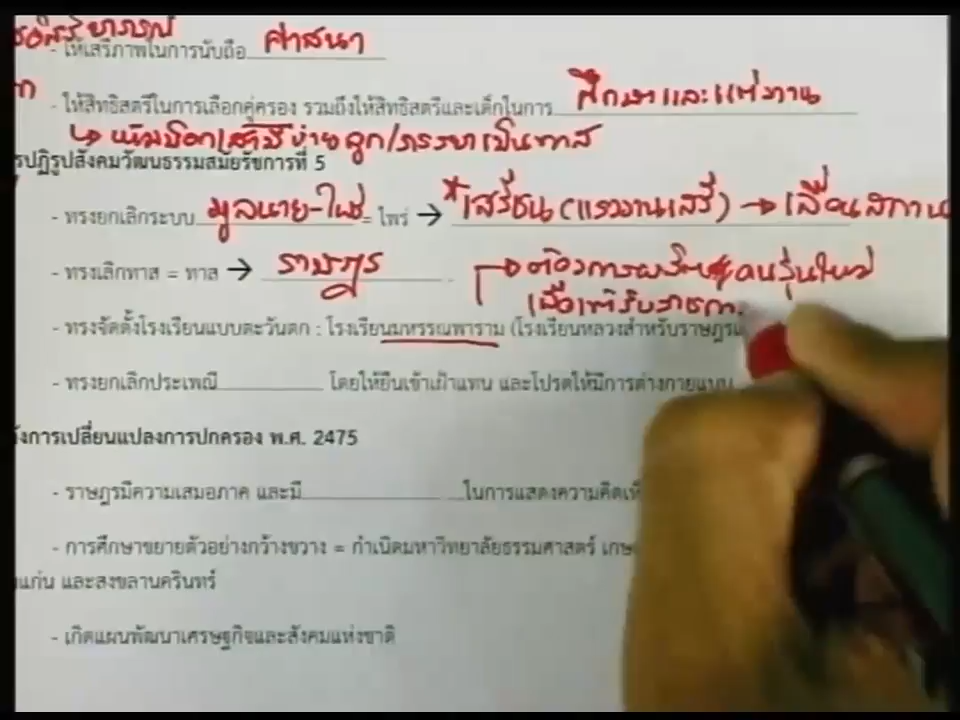 - ให้เสรีภาพในการนับถือ ศาสนา
- ให้สิทธิสตรีในการเลือกคู่ครอง รวมถึงให้สิทธิสตรีและเด็กในการ ศึกษาและแต่งงาน
↳ ขายลูก/ภรรยาเป็นทาส
รปฏิรูปสังคมวัฒนธรรมสมัยรัชการที่ 5
- ทรงยกเลิกระบบ มูลนาย-ไพร่ = ไพร่ → *เสรีชน (แรงงานเสรี) → เลื่อนสถาน
- ทรงเลิกทาส = ทาส → ราษฎร
ต้องการ คนรุ่นใหม่
- ทรงจัดตั้งโรงเรียนแบบตะวันตก : โรงเรียนมหรรณพาราม (โรงเรียนหลวงสำหรับราษฎร
- ทรงยกเลิกประเพณี โดยให้ยืนเข้าเฝ้าแทน และโปรดให้มีการต่างกายแบบ
งการเปลี่ยนแปลงการปกครอง พ.ศ. 2475
- ราษฎรมีความเสมอภาค และมี ในการแสดงความคิดเห็
- การศึกษาขยายตัวอย่างกว้างขวาง = กำเนิดมหาวิทยาลัยธรรมศาสตร์ เกษ
แก่น และสงขลานครินทร์
- เกิดแผนพัฒนาเศรษฐกิจและสังคมแห่งชาติ